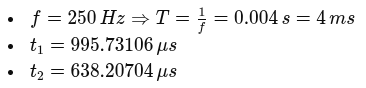 • f = 250 Hz ⇒ T = 1/f = 0.004 s = 4 ms
• t₁ = 995.73106 μs
• t₂ = 638.20704 μs